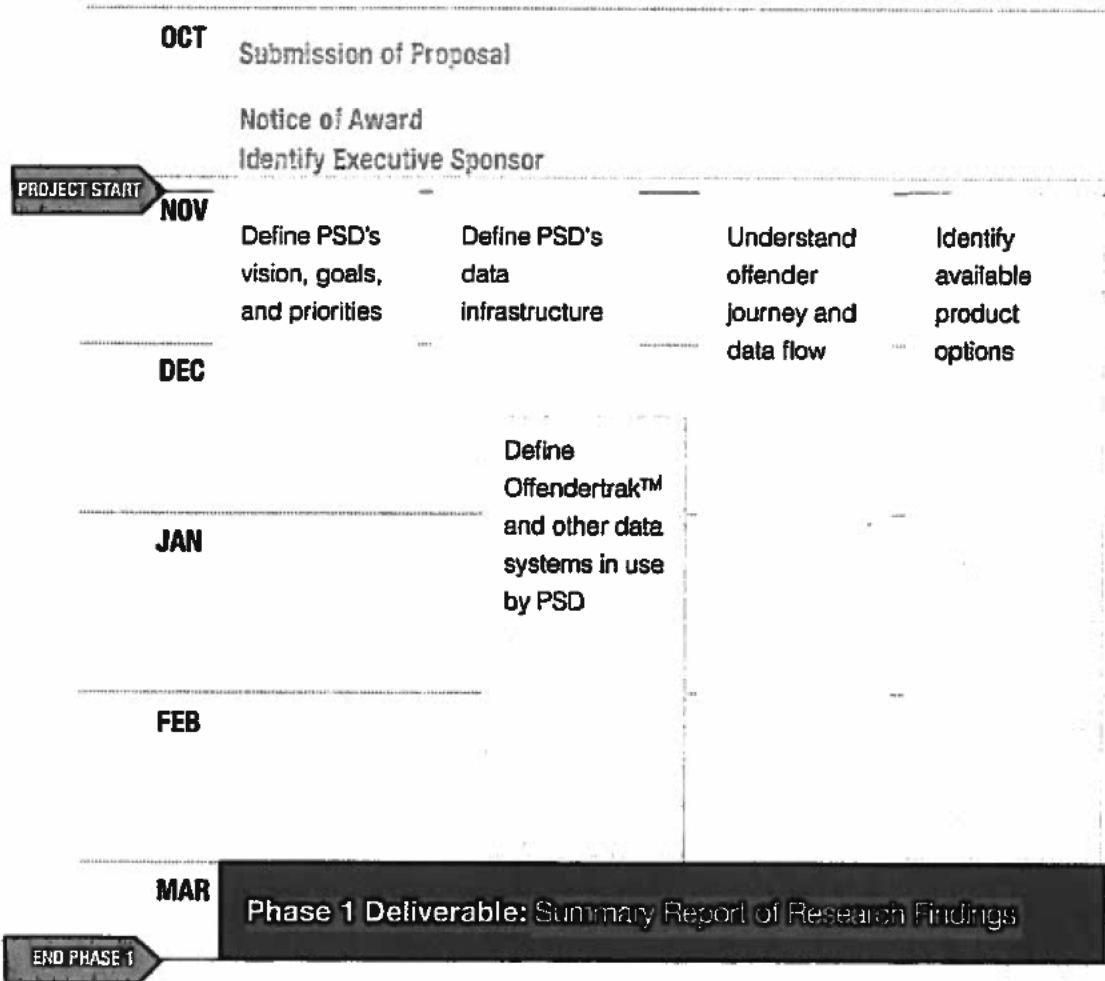 OCT
Submission of Proposal
Notice of Award
Identify Executive Sponsor
PROJECT START
NOV
Define PSD's
vision, goals,
and priorities
Define PSD's
data
infrastructure
Understand
offender
journey and
data flow
Identify
available
product
options
DEC
Define
Offendertrak™
and other data
systems in use
by PSD
JAN
FEB
MAR
Phase 1 Deliverable: Summary Report of Research Findings
END PHASE 1